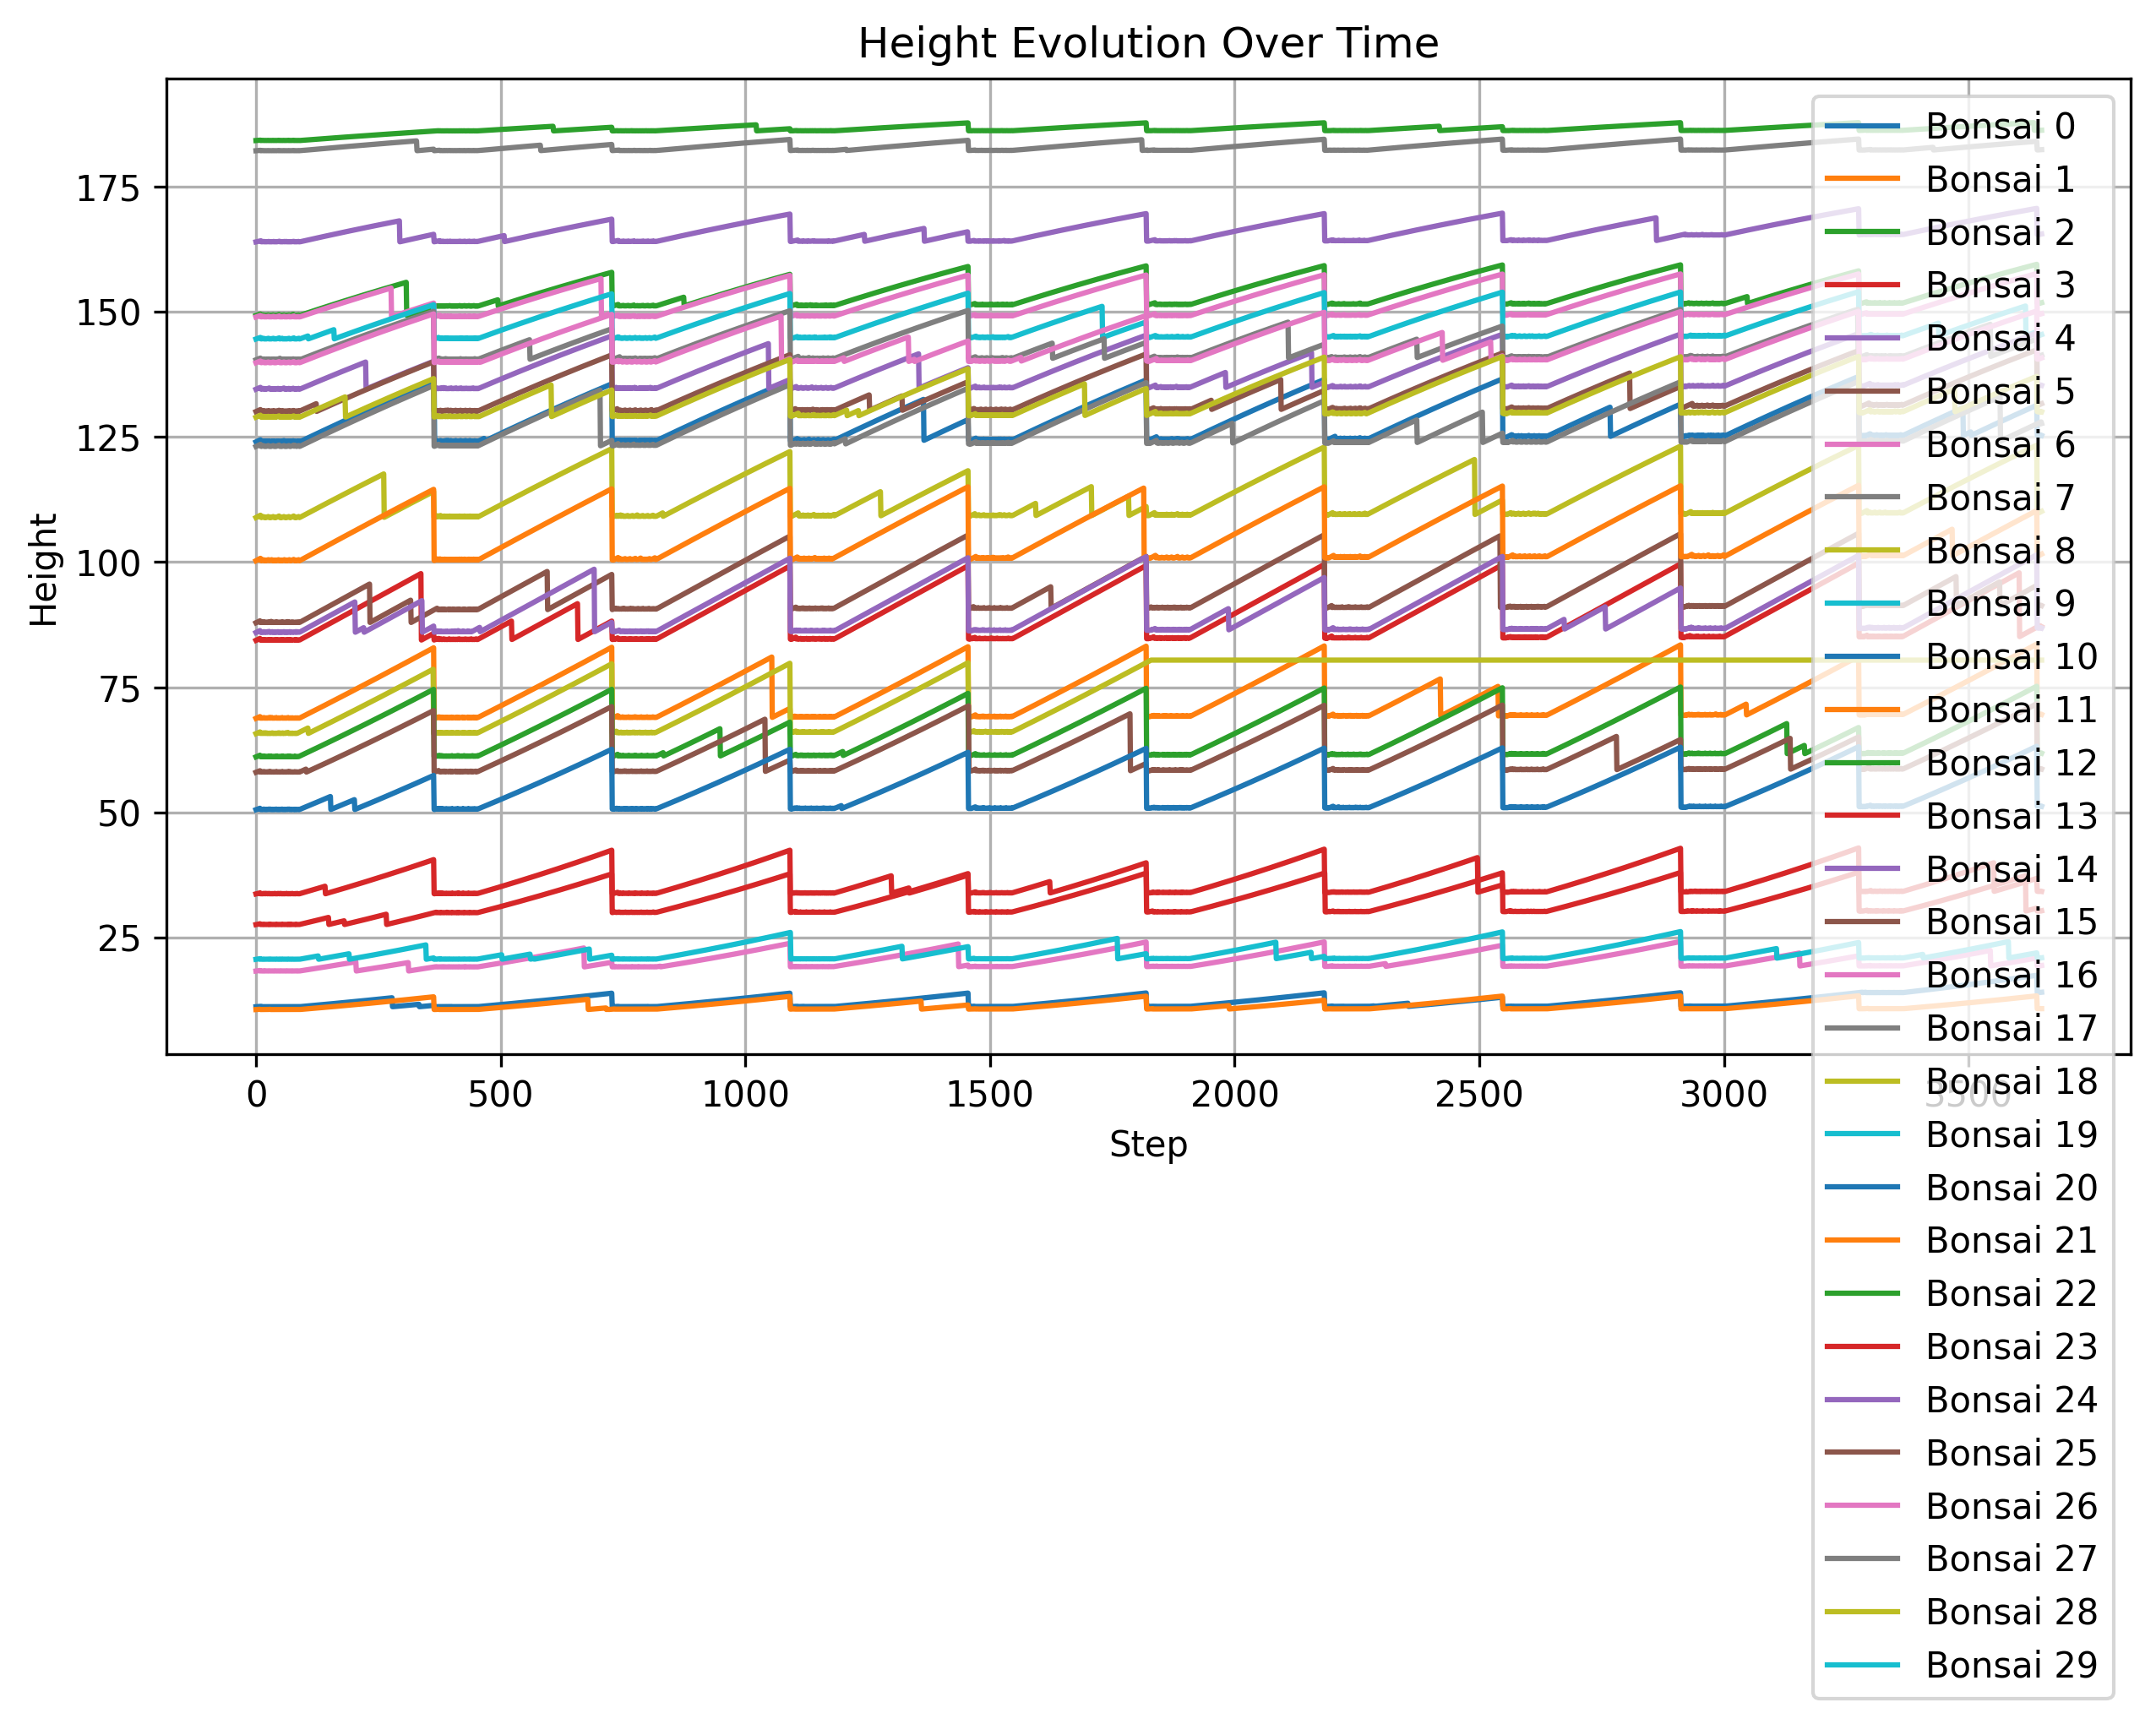 Height Evolution Over Time
Height
175
150
125
100
75
50
25
0
500
1000
1500
2000
2500
3000
3500
Step
Bonsai 0
Bonsai 1
Bonsai 2
Bonsai 3
Bonsai 4
Bonsai 5
Bonsai 6
Bonsai 7
Bonsai 8
Bonsai 9
Bonsai 10
Bonsai 11
Bonsai 12
Bonsai 13
Bonsai 14
Bonsai 15
Bonsai 16
Bonsai 17
Bonsai 18
Bonsai 19
Bonsai 20
Bonsai 21
Bonsai 22
Bonsai 23
Bonsai 24
Bonsai 25
Bonsai 26
Bonsai 27
Bonsai 28
Bonsai 29